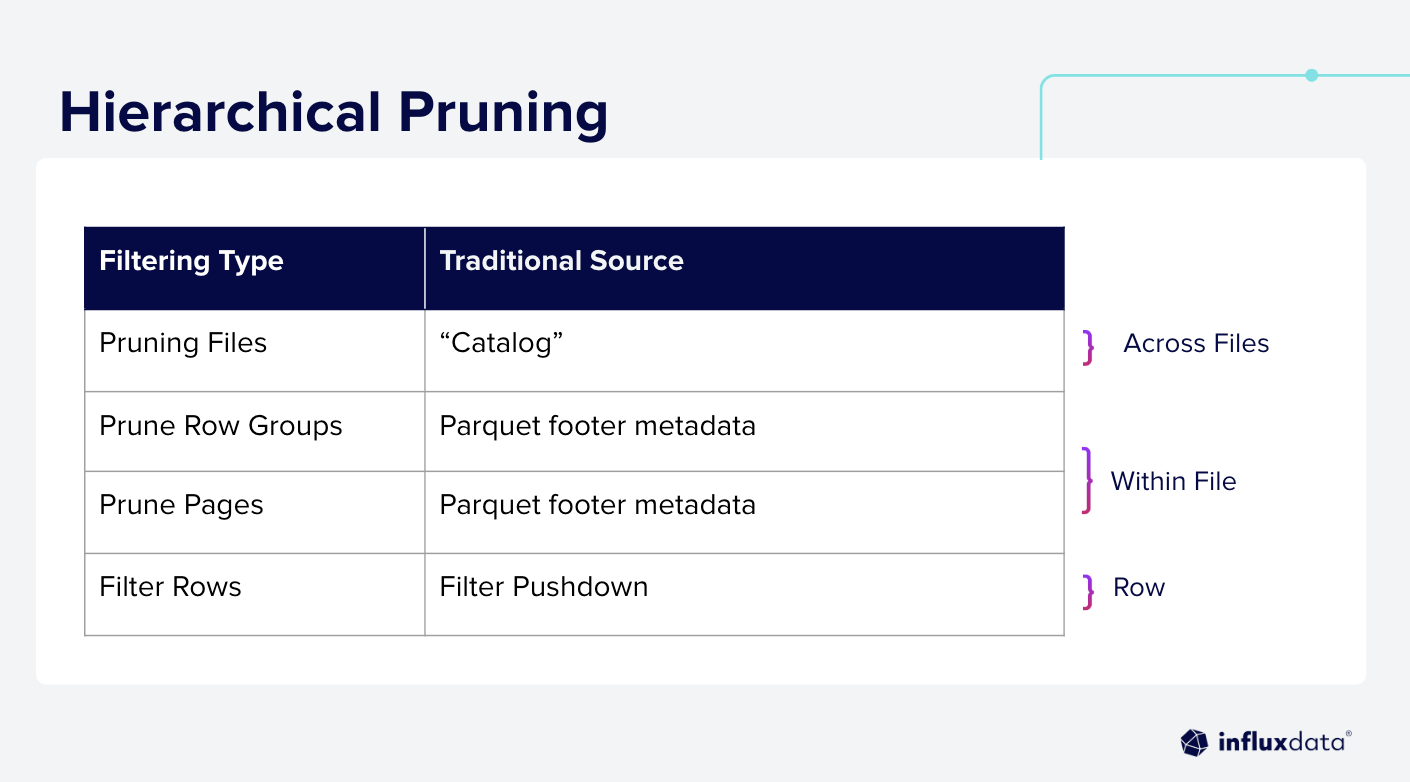 Hierarchical Pruning
Filtering Type
Traditional Source
Pruning Files
“Catalog”
Across Files
Prune Row Groups
Parquet footer metadata
Within File
Prune Pages
Parquet footer metadata
Filter Rows
Filter Pushdown
Row
influxdata®